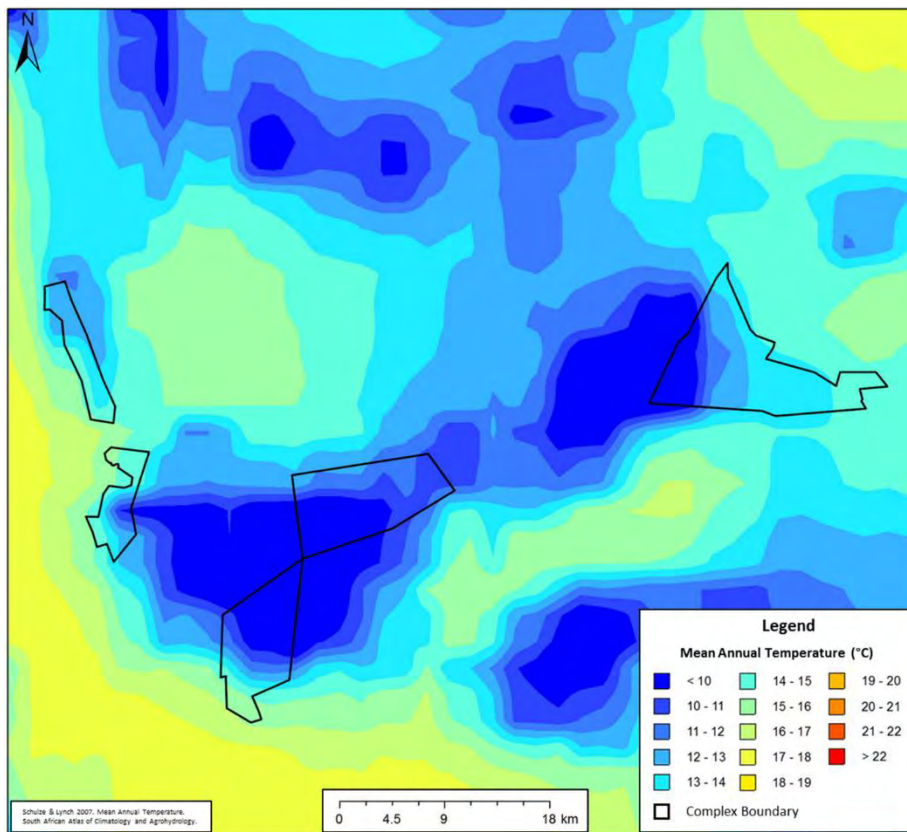 N
Legend
Mean Annual Temperature (°C)
< 10
10 - 11
11 - 12
12 - 13
13 - 14
14 - 15
15 - 16
16 - 17
17 - 18
18 - 19
19 - 20
20 - 21
21 - 22
> 22
Complex Boundary
Schulze & Lynch 2007. Mean Annual Temperature.
South African Atlas of Climatology and Agrohydrology.
0 4.5 9 18 km